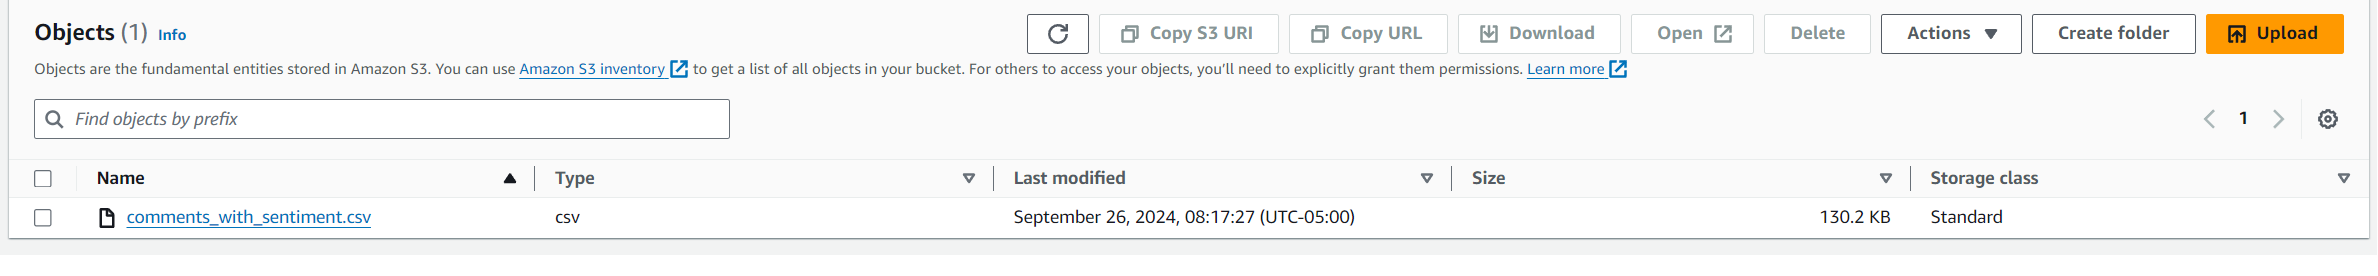 Objects (1) Info
Copy S3 URI Copy URL Download Open Delete Actions Create folder Upload
Objects are the fundamental entities stored in Amazon S3. You can use Amazon S3 inventory to get a list of all objects in your bucket. For others to access your objects, you'll need to explicitly grant them permissions. Learn more
Find objects by prefix
1
Name Type Last modified Size Storage class
comments_with_sentiment.csv csv September 26, 2024, 08:17:27 (UTC-05:00) 130.2 KB Standard